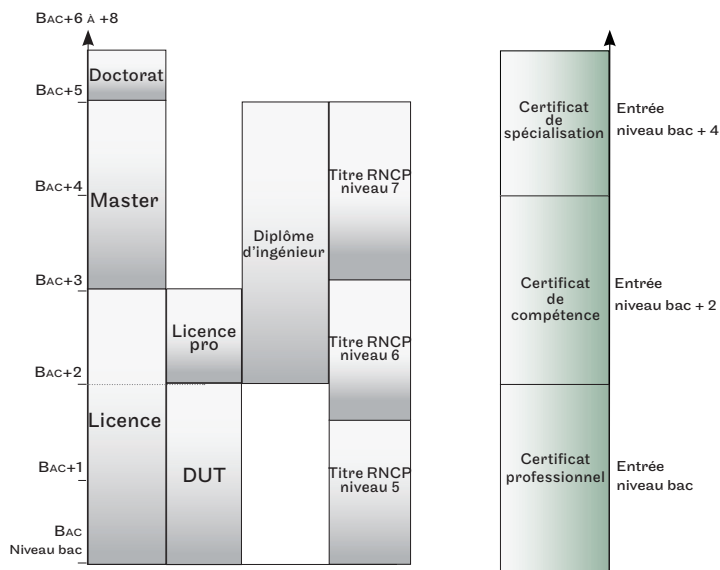 BAC+6 À +8
Doctorat
BAC+5
BAC+4
Master
BAC+3
BAC+2
Licence
BAC+1
BAC
Niveau bac
Licence
pro
DUT
Diplôme
d'ingénieur
Titre RNCP
niveau 7
Titre RNCP
niveau 6
Titre RNCP
niveau 5
Certificat
de
spécialisation
Entrée
niveau bac + 4
Certificat
de
compétence
Entrée
niveau bac + 2
Certificat
professionnel
Entrée
niveau bac